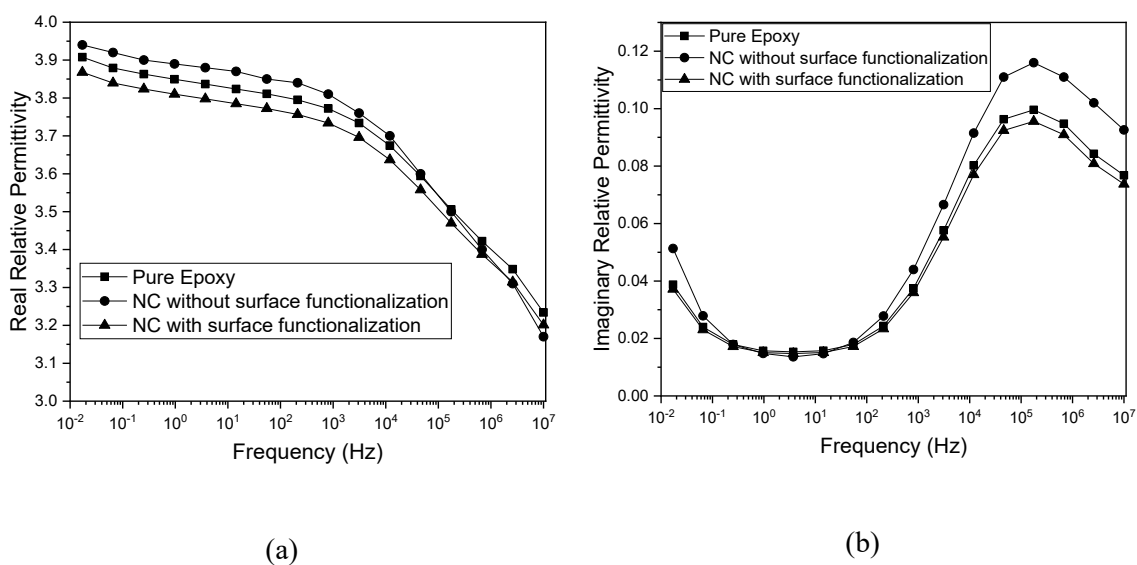 4.0
3.9
3.8
3.7
3.6
3.5
3.4
3.3
3.2
3.1
3.0
Real Relative Permittivity
Pure Epoxy
NC without surface functionalization
NC with surface functionalization
10⁻² 10⁻¹ 10⁰ 10¹ 10² 10³ 10⁴ 10⁵ 10⁶ 10⁷
Frequency (Hz)
(a)
Pure Epoxy
NC without surface functionalization
NC with surface functionalization
0.12
0.10
0.08
0.06
0.04
0.02
0.00
Imaginary Relative Permittivity
10⁻² 10⁻¹ 10⁰ 10¹ 10² 10³ 10⁴ 10⁵ 10⁶ 10⁷
Frequency (Hz)
(b)